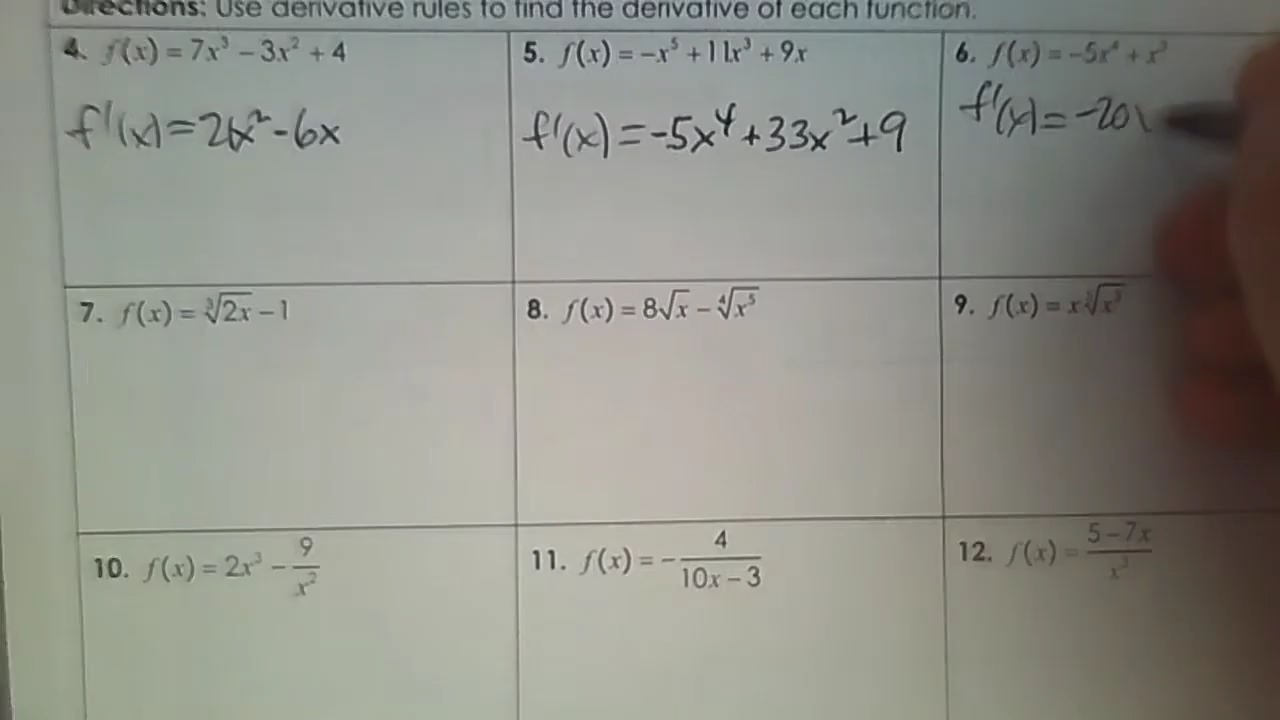 Directions: Use derivative rules to find the derivative of each function.
4. f(x) = 7x³ − 3x² + 4
f'(x) = 21x² - 6x
5. f(x) = −x⁵ + 11x³ + 9x
f'(x) = -5x⁴ + 33x² + 9
6. f(x) = −5x⁴ + x³
f'(x) = -20
7. f(x) = ∛2x − 1
8. f(x) = 8√x − ∜x⁵
9. f(x) = x∛x
10. f(x) = 2x³ − 9/x²
11. f(x) = − 4/(10x − 3)
12. f(x) = (5 − 7x)/x³